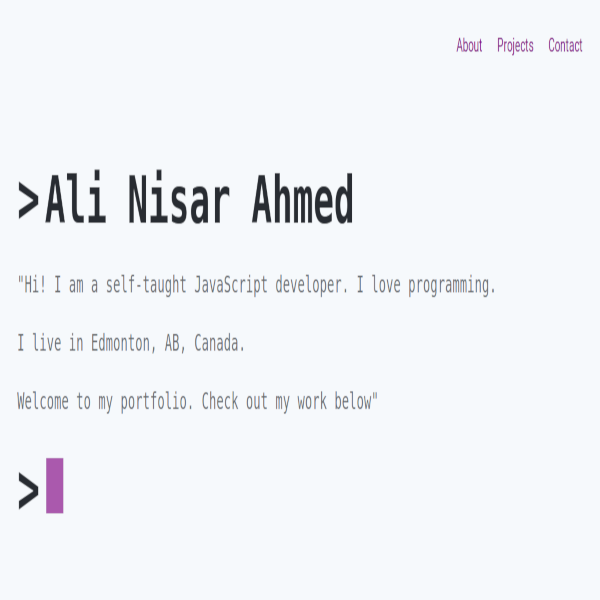 About Projects Contact
>Ali Nisar Ahmed
"Hi! I am a self-taught JavaScript developer. I love programming.
I live in Edmonton, AB, Canada.
Welcome to my portfolio. Check out my work below"
>